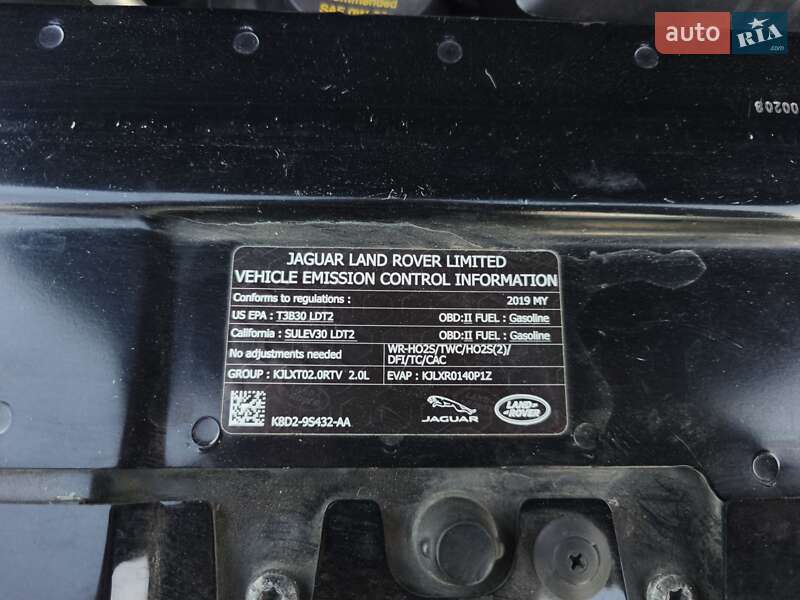 auto RIA.com
00208
JAGUAR LAND ROVER LIMITED
VEHICLE EMISSION CONTROL INFORMATION
Conforms to regulations : 2019 MY
US EPA : T3B30 LDT2 OBD:II FUEL : Gasoline
California : SULEV30 LDT2 OBD:II FUEL : Gasoline
No adjustments needed WR-HO2S/TWC/HO2S(2)/
DFI/TC/CAC
GROUP : KJLXT02.0RTV 2.0L EVAP : KJLXR0140P1Z
K8D2-9S432-AA JAGUAR LAND ROVER